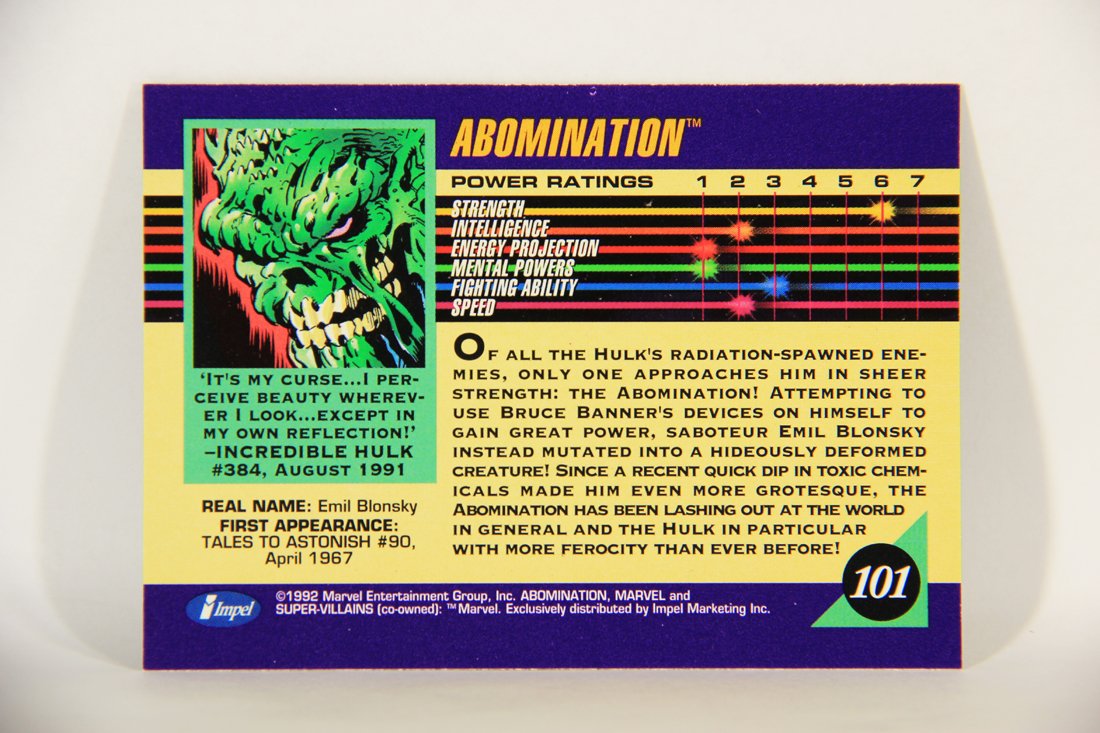 ABOMINATION™
POWER RATINGS 1 2 3 4 5 6 7
STRENGTH
INTELLIGENCE
ENERGY PROJECTION
MENTAL POWERS
FIGHTING ABILITY
SPEED
'IT'S MY CURSE...I PER-
CEIVE BEAUTY WHEREV-
ER I LOOK...EXCEPT IN
MY OWN REFLECTION!'
–INCREDIBLE HULK
#384, AUGUST 1991
REAL NAME: Emil Blonsky
FIRST APPEARANCE:
TALES TO ASTONISH #90,
April 1967
OF ALL THE HULK'S RADIATION-SPAWNED ENE-
MIES, ONLY ONE APPROACHES HIM IN SHEER
STRENGTH: THE ABOMINATION! ATTEMPTING TO
USE BRUCE BANNER'S DEVICES ON HIMSELF TO
GAIN GREAT POWER, SABOTEUR EMIL BLONSKY
INSTEAD MUTATED INTO A HIDEOUSLY DEFORMED
CREATURE! SINCE A RECENT QUICK DIP IN TOXIC CHEM-
ICALS MADE HIM EVEN MORE GROTESQUE, THE
ABOMINATION HAS BEEN LASHING OUT AT THE WORLD
IN GENERAL AND THE HULK IN PARTICULAR
WITH MORE FEROCITY THAN EVER BEFORE!
101
i Impel
©1992 Marvel Entertainment Group, Inc. ABOMINATION, MARVEL and
SUPER-VILLAINS (co-owned): ™Marvel. Exclusively distributed by Impel Marketing Inc.